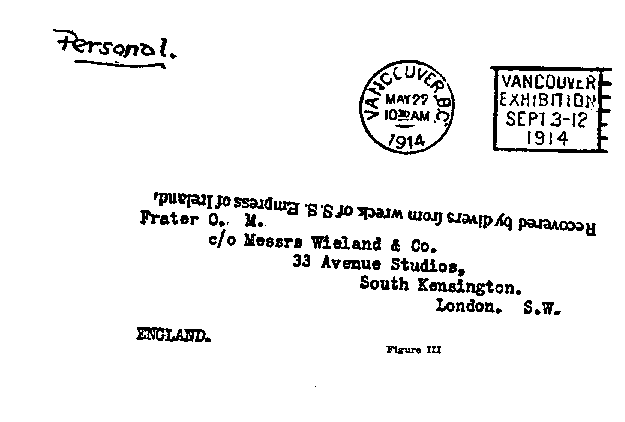 Personal.
VANCOUVER, B.C.
MAY 22
10 30 AM
1914
VANCOUVER
EXHIBITION
SEPT 3-12
1914
Recovered by divers from wreck of S.S. Empress of Ireland,
Frater O. M.
c/o Messrs Wieland & Co.
33 Avenue Studios,
South Kensington.
London. S.W.
ENGLAND.
Figure III